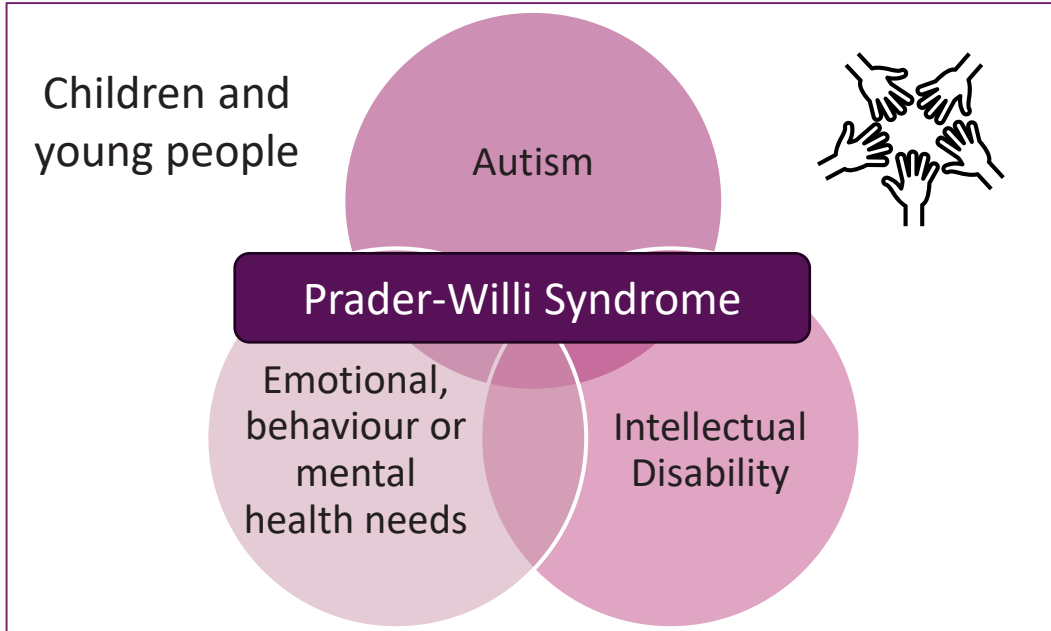 Children and
young people
Autism
Prader-Willi Syndrome
Emotional,
behaviour or
mental
health needs
Intellectual
Disability